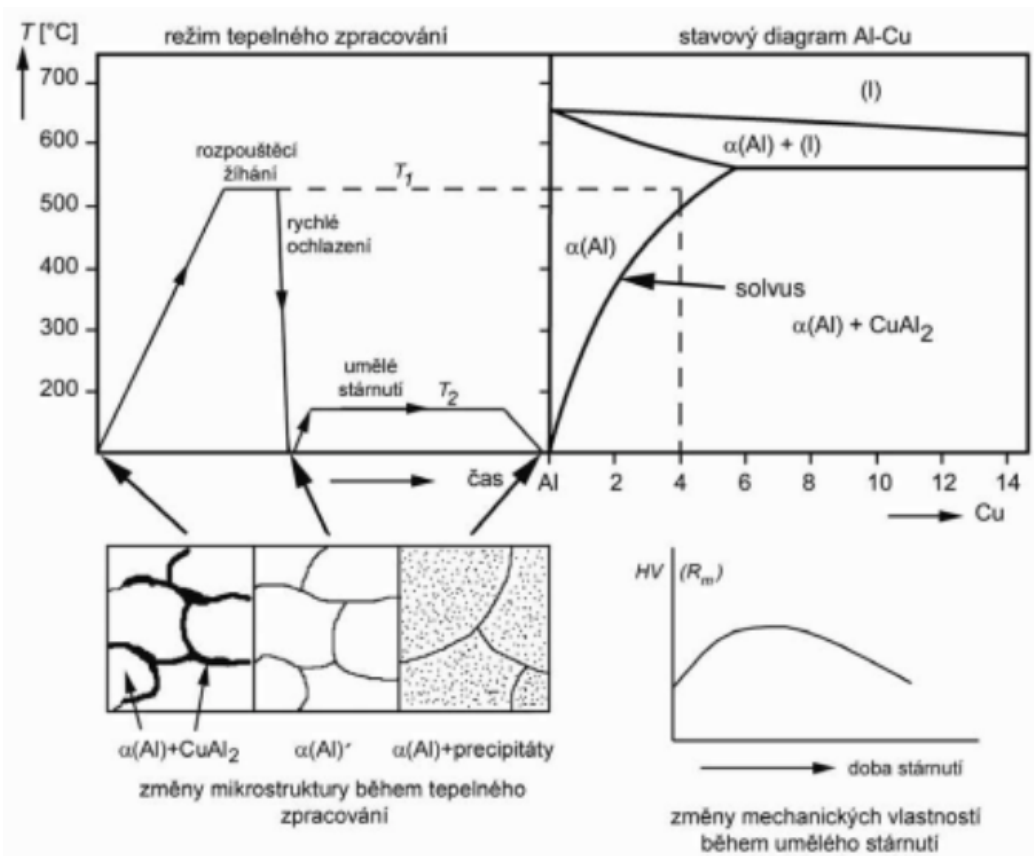 T [°C]
režim tepelného zpracování
stavový diagram Al-Cu
700
600
500
400
300
200
rozpouštěcí
žíhání
T1
rychlé
ochlazení
umělé
stárnutí
T2
čas
(l)
α(Al) + (l)
α(Al)
solvus
α(Al) + CuAl2
Al 2 4 6 8 10 12 14
Cu
α(Al)+CuAl2
α(Al)´
α(Al)+precipitáty
změny mikrostruktury během tepelného
zpracování
HV (Rm)
doba stárnutí
změny mechanických vlastností
během umělého stárnutí